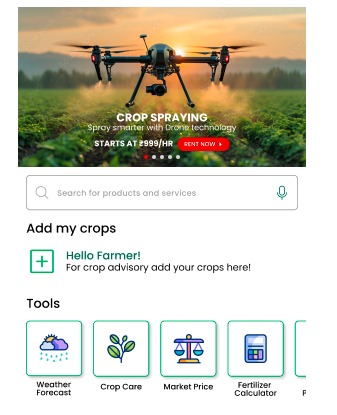 CROP SPRAYING
Spray smarter with Drone technology
STARTS AT ₹999/HR RENT NOW
Search for products and services
Add my crops
Hello Farmer!
For crop advisory add your crops here!
Tools
Weather
Forecast
Crop Care
Market Price
Fertilizer
Calculator
P